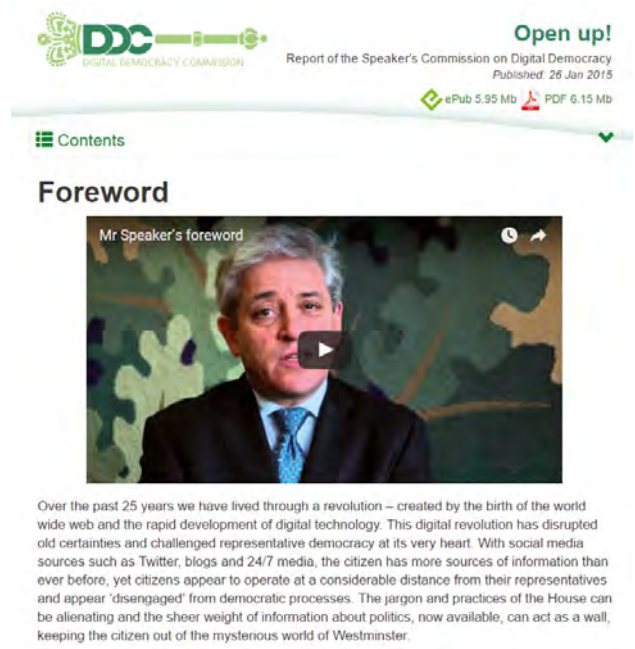 DDC
DIGITAL DEMOCRACY COMMISSION
Open up!
Report of the Speaker's Commission on Digital Democracy
Published: 26 Jan 2015
ePub 5.95 Mb PDF 6.15 Mb
Contents
Foreword
Mr Speaker's foreword
Over the past 25 years we have lived through a revolution – created by the birth of the world
wide web and the rapid development of digital technology. This digital revolution has disrupted
old certainties and challenged representative democracy at its very heart. With social media
sources such as Twitter, blogs and 24/7 media, the citizen has more sources of information than
ever before, yet citizens appear to operate at a considerable distance from their representatives
and appear 'disengaged' from democratic processes. The jargon and practices of the House can
be alienating and the sheer weight of information about politics, now available, can act as a wall,
keeping the citizen out of the mysterious world of Westminster.